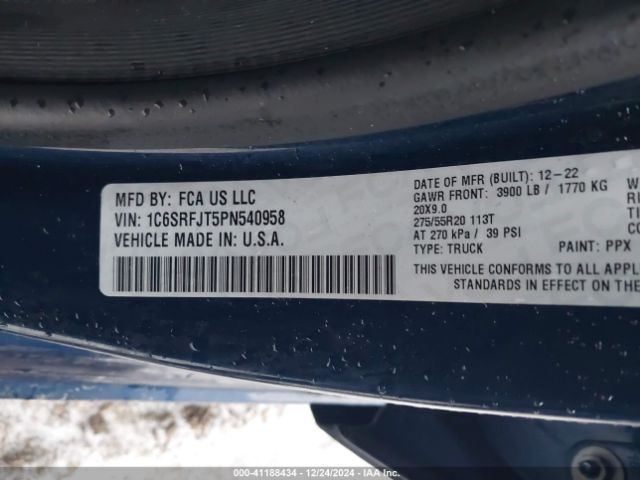 MFD BY: FCA US LLC
VIN: 1C6SRFJT5PN540958
VEHICLE MADE IN U.S.A.
DATE OF MFR (BUILT): 12-22
GAWR FRONT: 3900 LB / 1770 KG
20X9.0
275/55R20 113T
AT 270 kPa / 39 PSI
TYPE: TRUCK PAINT: PPX
THIS VEHICLE CONFORMS TO ALL APPL
STANDARDS IN EFFECT ON THE
000-41188434 - 12/24/2024 - IAA Inc.